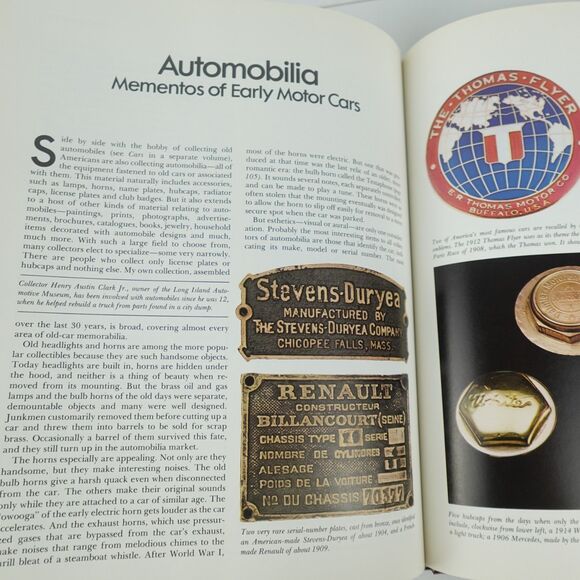 Automobilia
Mementos of Early Motor Cars
Side by side with the hobby of collecting old
automobiles (see Cars in a separate volume),
Americans are also collecting automobilia—all of
the equipment fastened to old cars or associated
with them. This material naturally includes accessories,
such as lamps, horns, name plates, hubcaps, radiator
caps, license plates and club badges. But it also extends
to a host of other kinds of material relating to auto-
mobiles—paintings, prints, photographs, advertise-
ments, brochures, catalogues, books, jewelry, household
items decorated with automobile designs and much,
much more. With such a large field to choose from,
many collectors elect to specialize—some very narrowly.
There are people who collect only license plates or
hubcaps and nothing else. My own collection, assembled
Collector Henry Austin Clark Jr., owner of the Long Island Auto-
motive Museum, has been involved with automobiles since he was 12,
when he helped rebuild a truck from parts found in a city dump.
over the last 30 years, is broad, covering almost every
area of old-car memorabilia.
Old headlights and horns are among the more pop-
ular collectibles because they are such handsome objects.
Today headlights are built in, horns are hidden under
the hood, and neither is a thing of beauty when re-
moved from its mounting. But the brass oil and gas
lamps and the bulb horns of the old days were separate,
demountable objects and many were well designed.
Junkmen customarily removed them before cutting up a
car and threw them into barrels to be sold for scrap
brass. Occasionally a barrel of them survived this fate,
and they still turn up in the automobilia market.
The horns especially are appealing. Not only are they
handsome, but they make interesting noises. The old
bulb horns give a harsh quack even when disconnected
from the car. The others make their original sounds
only while they are attached to a car of similar age. The
"owooga" of the early electric horn gets louder as the car
accelerates. And the exhaust horns, which use pressur-
ized gases that are bypassed from the car's exhaust,
make noises that range from melodious chimes to the
shrill bleat of a steamboat whistle. After World War I,
most of the horns were electric. But one that was
duced at that time was the last relic of an age
romantic era: the bulb horn called the Testaphone
105). It sounds several notes, each separately
and can be made to play a tune. These horns
allow the horn to slip off easily for removal to a more
secure spot when the car was parked.
But esthetics—visual or aural—are only one
Probably the most interesting items to all
tors of automobilia are those that identify the car,
cating its make, model or serial number. The most
Stevens-Duryea
MANUFACTURED BY
THE STEVENS-DURYEA COMPANY
CHICOPEE FALLS, MASS.
RENAULT
CONSTRUCTEUR
BILLANCOURT (SEINE)
CHASSIS TYPE SERIE
NOMBRE DE CYLINDRES
ALESAGE
POIDS DE LA VOITURE
No DU CHASSIS
Two very rare serial-number plates, cast from bronze, once identified
an American-made Stevens-Duryea of about 1904, and a French-
made Renault of about 1909.
THE · THOMAS · FLYER
T
E·R·THOMAS MOTOR CO
BUFFALO, U.S.A
Two of America's most famous cars are recalled by
emblems. The 1912 Thomas Flyer was as its theme the
Paris Race of 1908, which the Thomas won. It shows
Five hubcaps from the days when only the
include, clockwise from lower left, a 1914
a light truck; a 1906 Mercedes, made by the